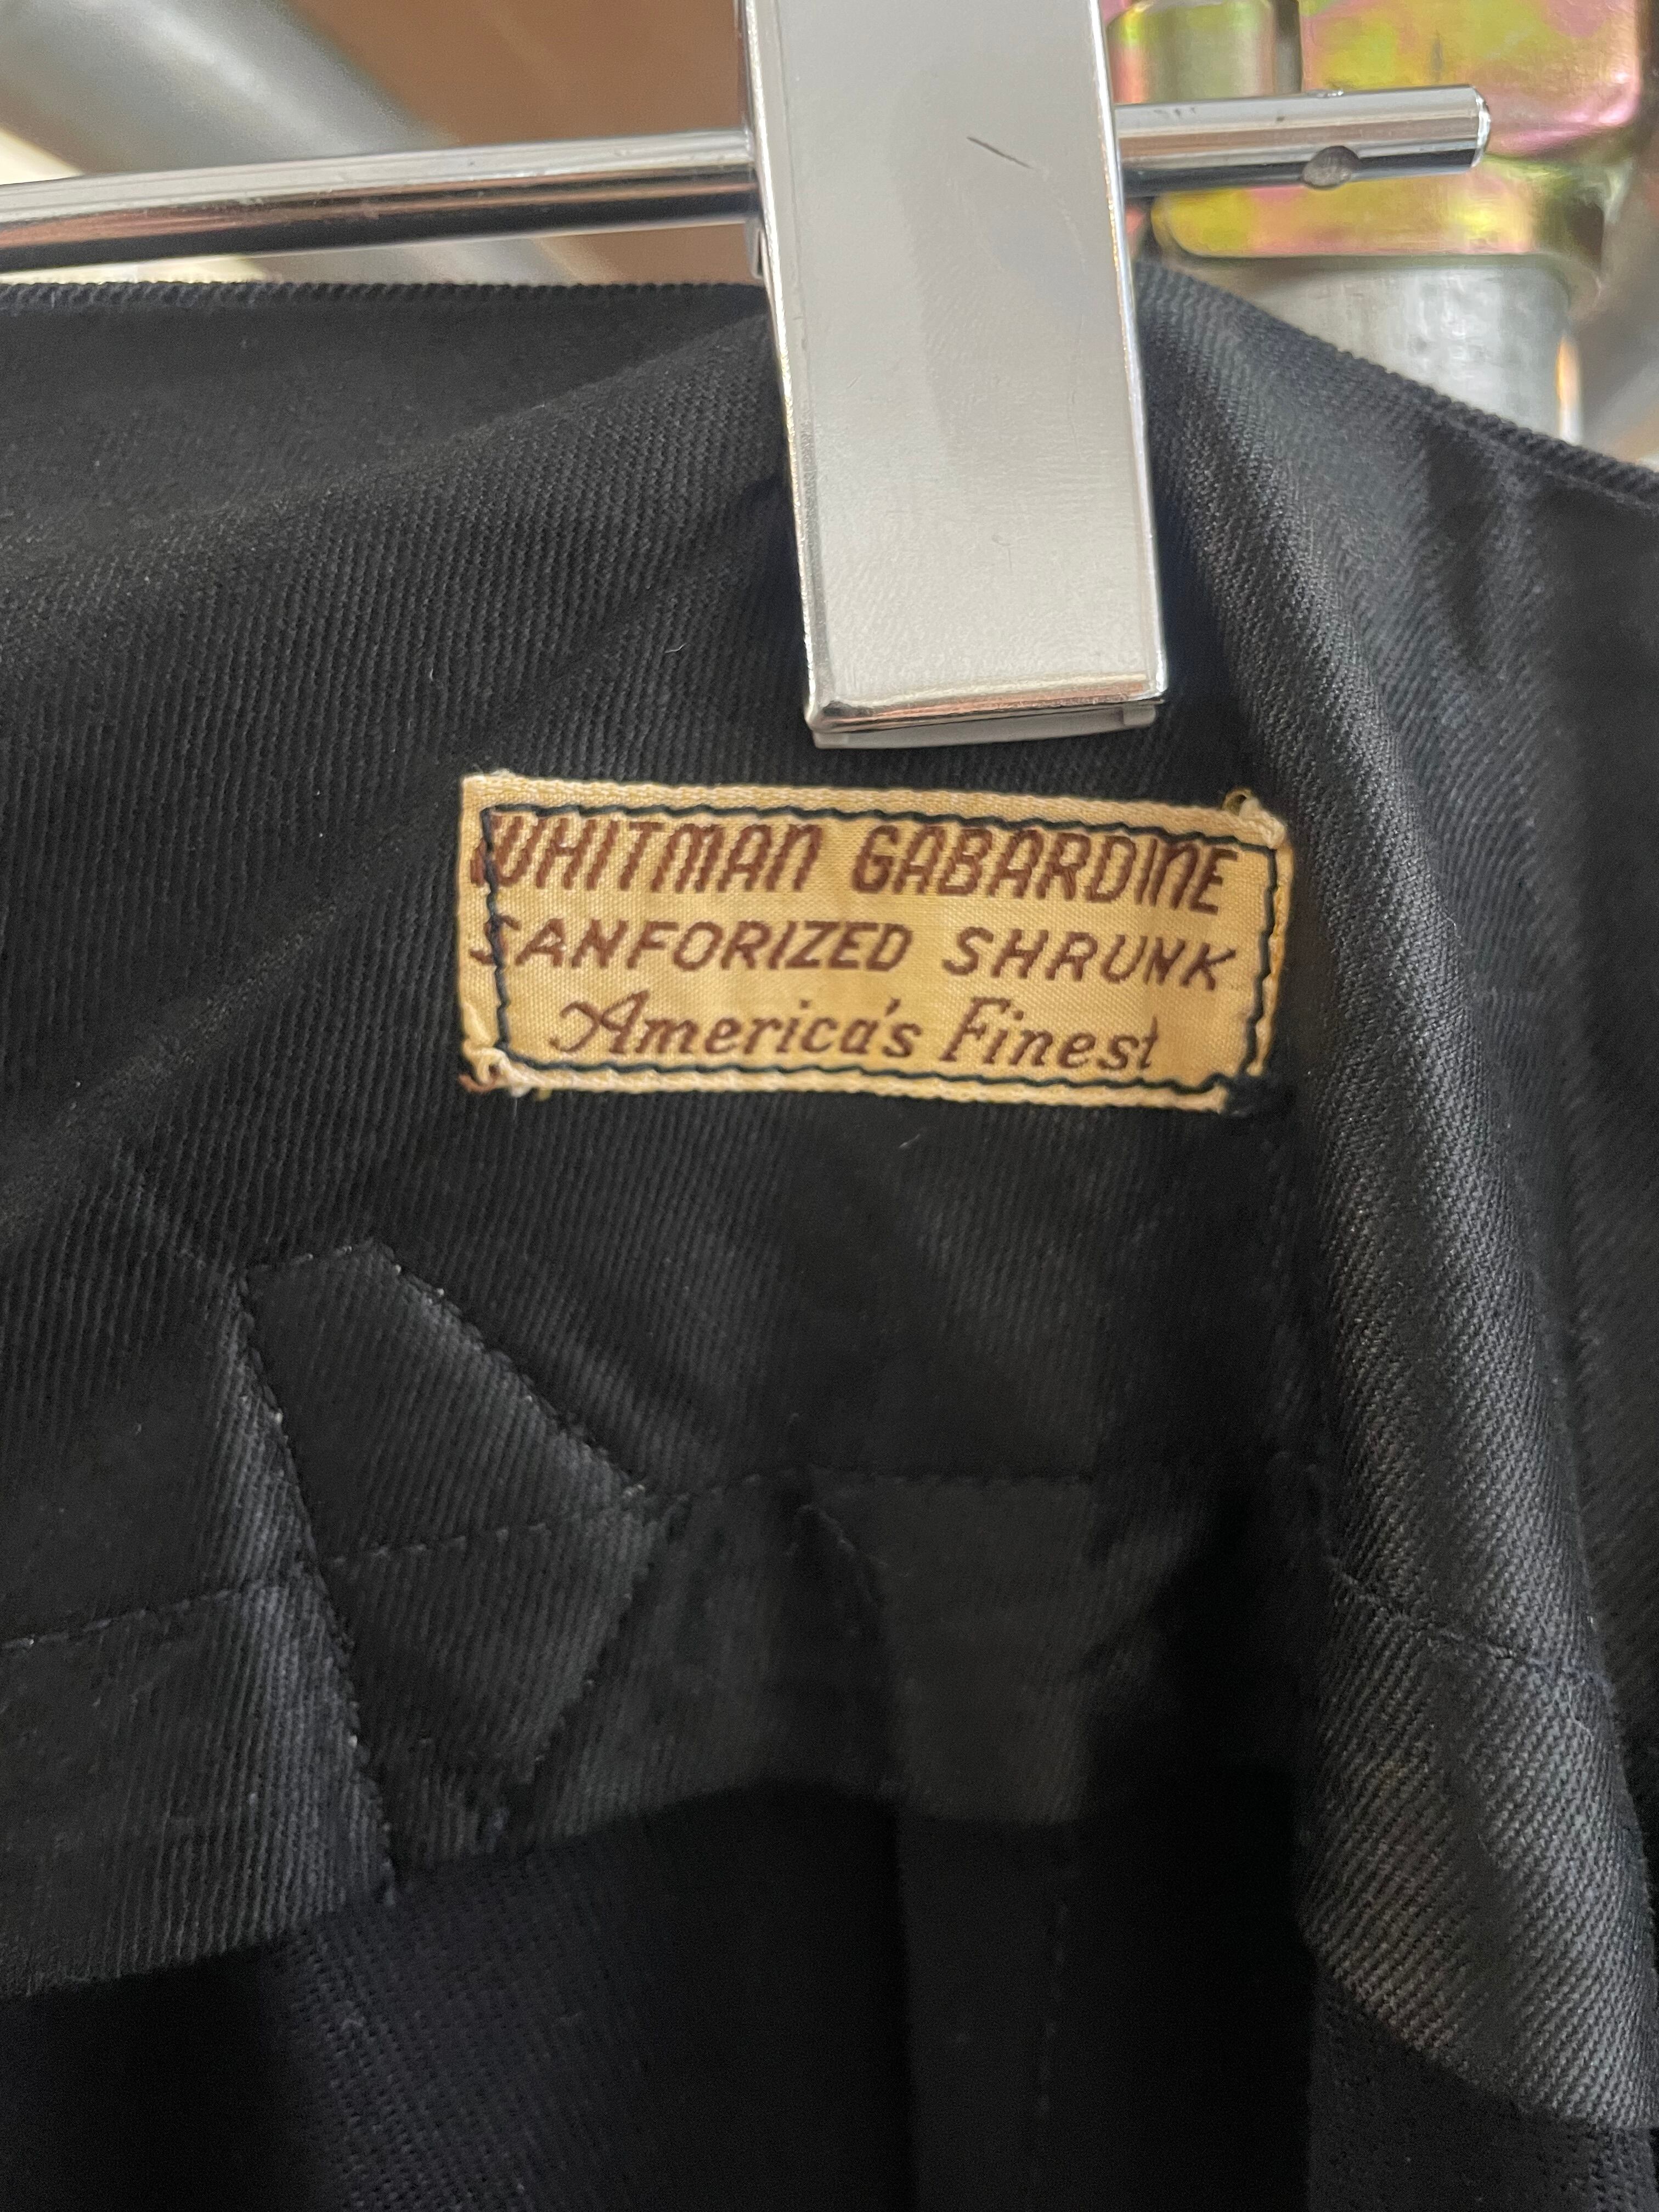 WHITMAN GABARDINE
SANFORIZED SHRUNK
America's Finest